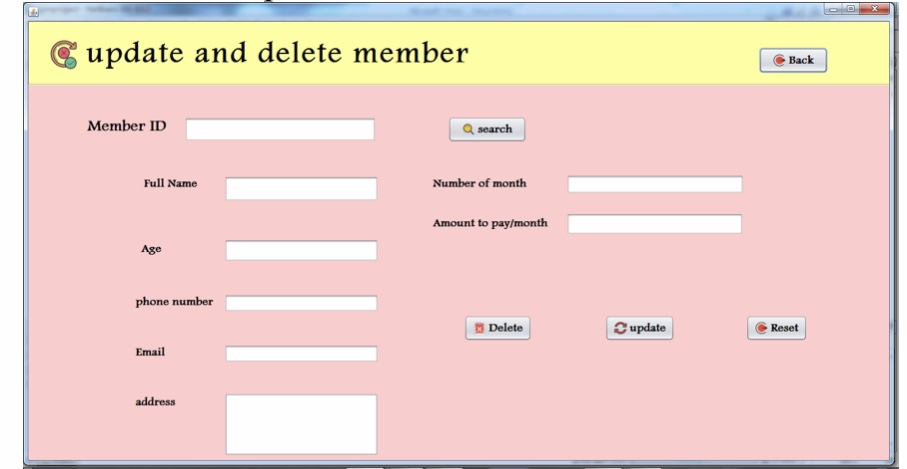 update and delete member
Back
Member ID
search
Full Name
Number of month
Amount to pay/month
Age
phone number
Delete
update
Reset
Email
address